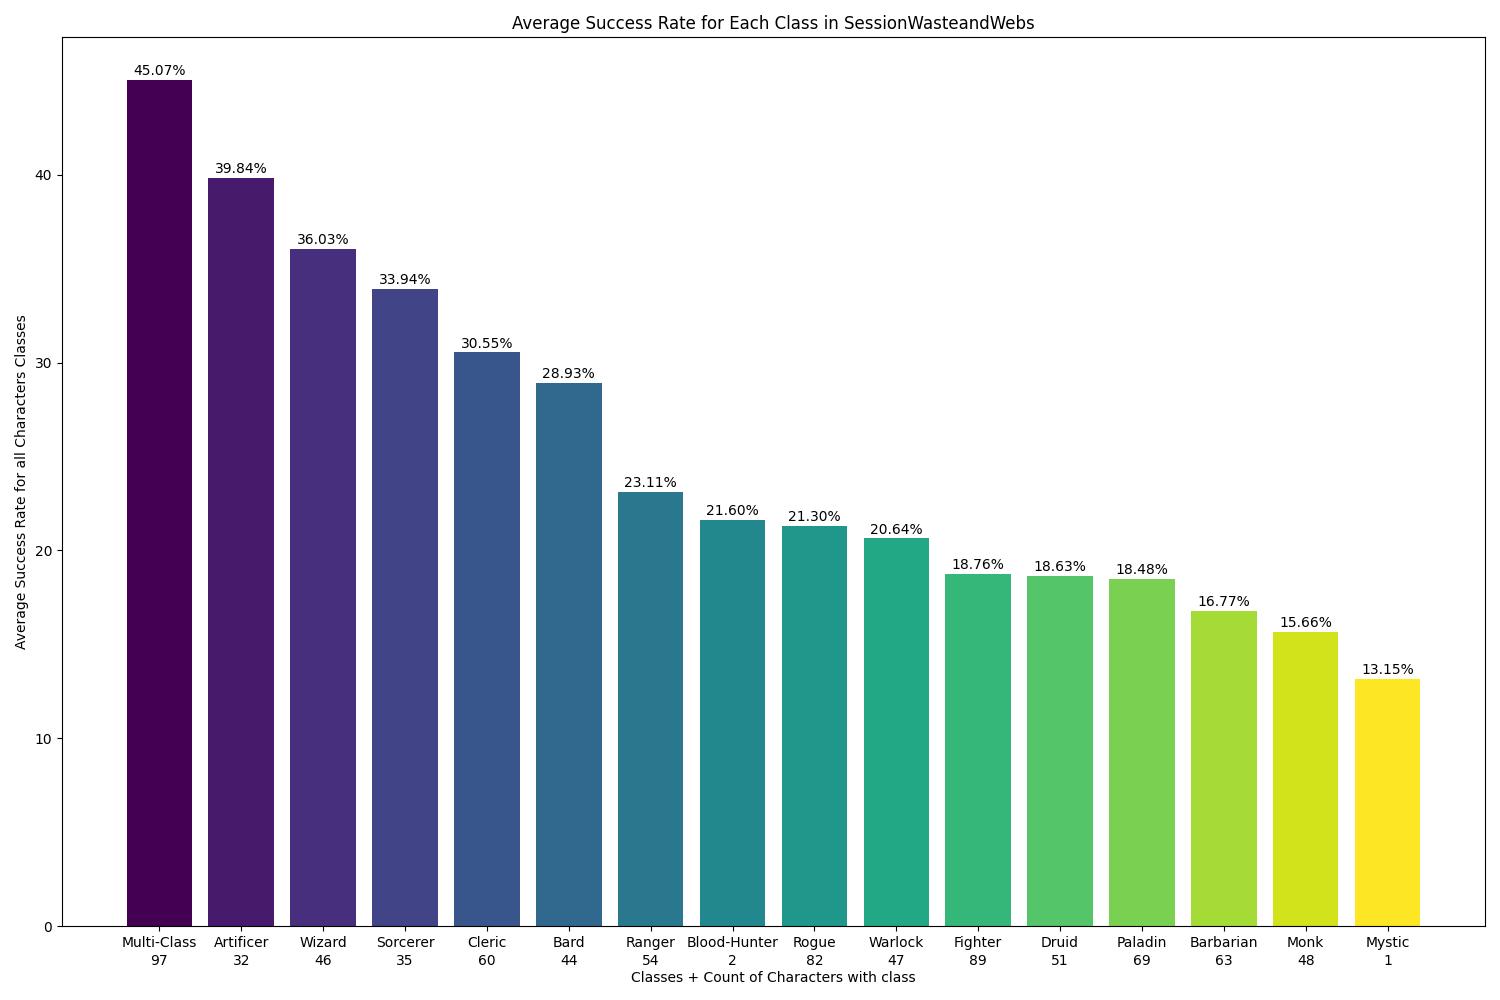 Average Success Rate for Each Class in SessionWasteandWebs
Average Success Rate for all Characters Classes
40
30
20
10
0
45.07%
39.84%
36.03%
33.94%
30.55%
28.93%
23.11%
21.60%
21.30%
20.64%
18.76%
18.63%
18.48%
16.77%
15.66%
13.15%
Multi-Class
97
Artificer
32
Wizard
46
Sorcerer
35
Cleric
60
Bard
44
Ranger
54
Blood-Hunter
2
Rogue
82
Warlock
47
Fighter
89
Druid
51
Paladin
69
Barbarian
63
Monk
48
Mystic
1
Classes + Count of Characters with class